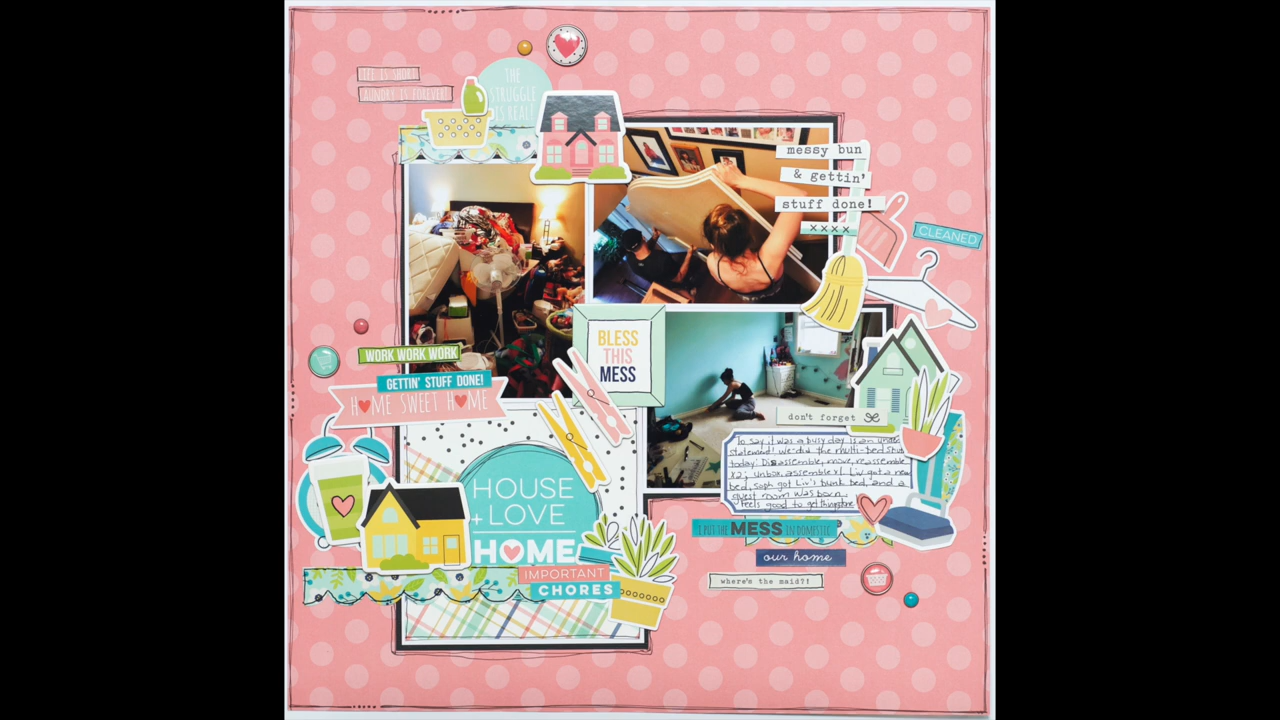 LIFE IS SHORT
LAUNDRY IS FOREVER!
THE
STRUGGLE
IS REAL!
messy bun
& gettin'
stuff done!
xxxx
CLEANED
BLESS
THIS
MESS
WORK WORK WORK
GETTIN' STUFF DONE!
HOME SWEET HOME
don't forget
To say it was a busy day is an under
statement! We did the multi-bed shuffle
today! Disassemble, move, reassemble
x2; unbox, assemble x1. Liv got a new
bed, Soph got Liv's bunk bed, and a
guest room was born.
Feels good to get things done
HOUSE
+ LOVE
HOME
IMPORTANT
CHORES
I PUT THE MESS IN DOMESTIC
our home
where's the maid?!